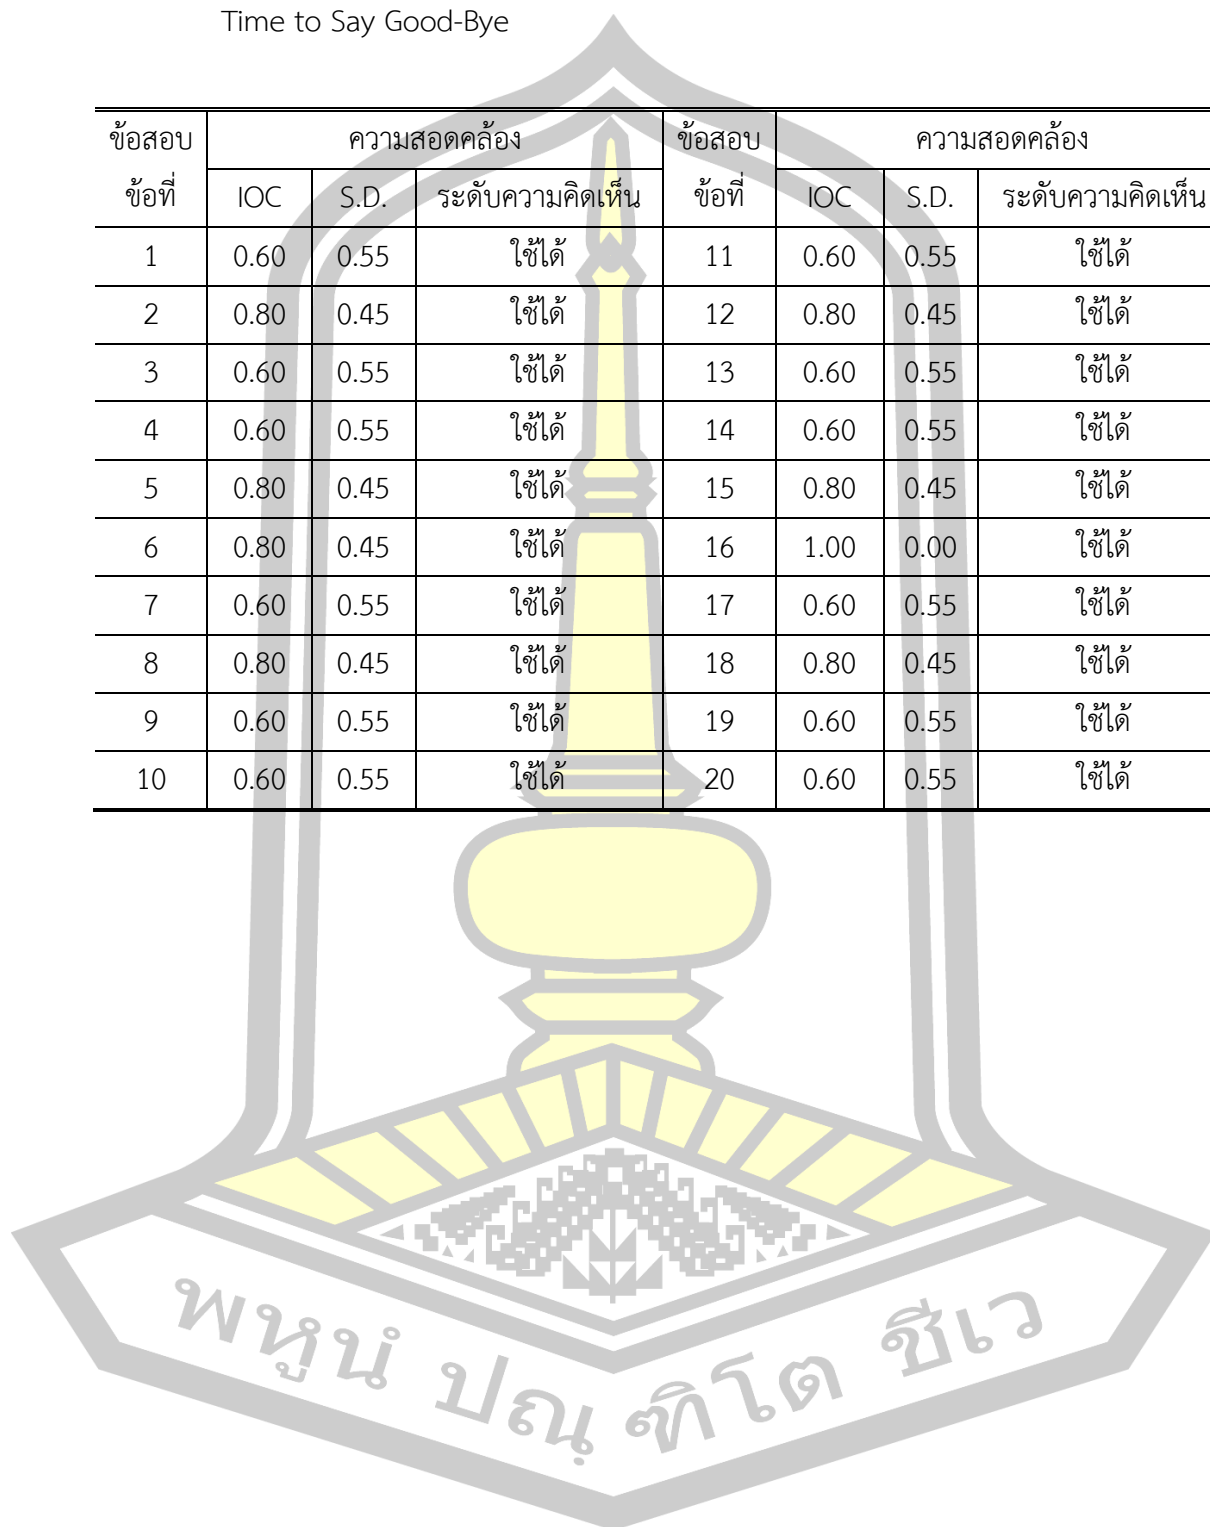 Time to Say Good-Bye
ข้อสอบ ความสอดคล้อง ข้อสอบ ความสอดคล้อง
ข้อที่ IOC S.D. ระดับความคิดเห็น ข้อที่ IOC S.D. ระดับความคิดเห็น
1 0.60 0.55 ใช้ได้ 11 0.60 0.55 ใช้ได้
2 0.80 0.45 ใช้ได้ 12 0.80 0.45 ใช้ได้
3 0.60 0.55 ใช้ได้ 13 0.60 0.55 ใช้ได้
4 0.60 0.55 ใช้ได้ 14 0.60 0.55 ใช้ได้
5 0.80 0.45 ใช้ได้ 15 0.80 0.45 ใช้ได้
6 0.80 0.45 ใช้ได้ 16 1.00 0.00 ใช้ได้
7 0.60 0.55 ใช้ได้ 17 0.60 0.55 ใช้ได้
8 0.80 0.45 ใช้ได้ 18 0.80 0.45 ใช้ได้
9 0.60 0.55 ใช้ได้ 19 0.60 0.55 ใช้ได้
10 0.60 0.55 ใช้ได้ 20 0.60 0.55 ใช้ได้
พหูนํ ปณฺฑิโต ชีเว